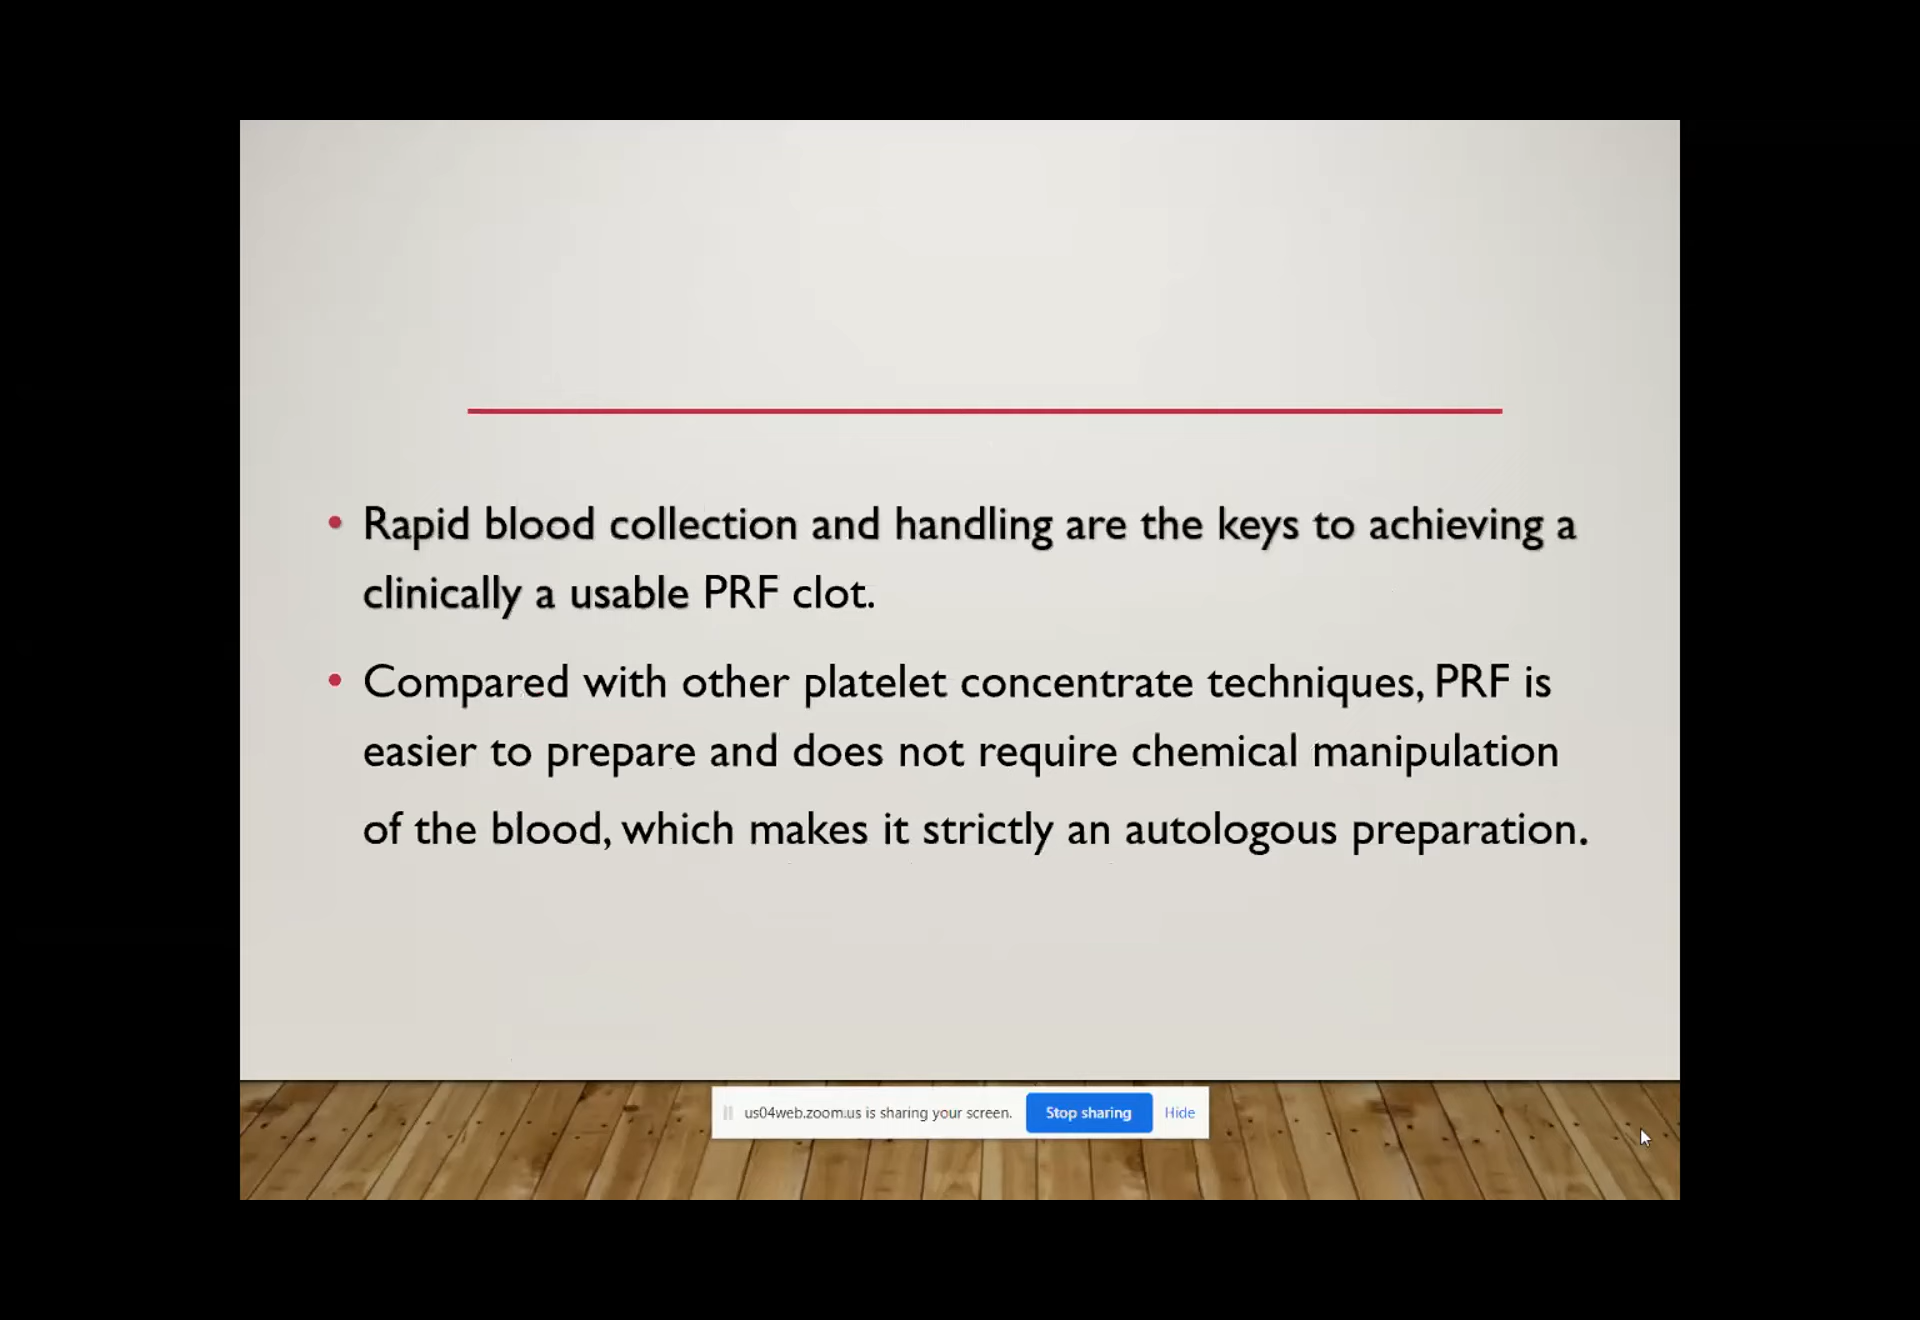 • Rapid blood collection and handling are the keys to achieving a
clinically a usable PRF clot.
• Compared with other platelet concentrate techniques, PRF is
easier to prepare and does not require chemical manipulation
of the blood, which makes it strictly an autologous preparation.
us04web.zoom.us is sharing your screen. Stop sharing Hide